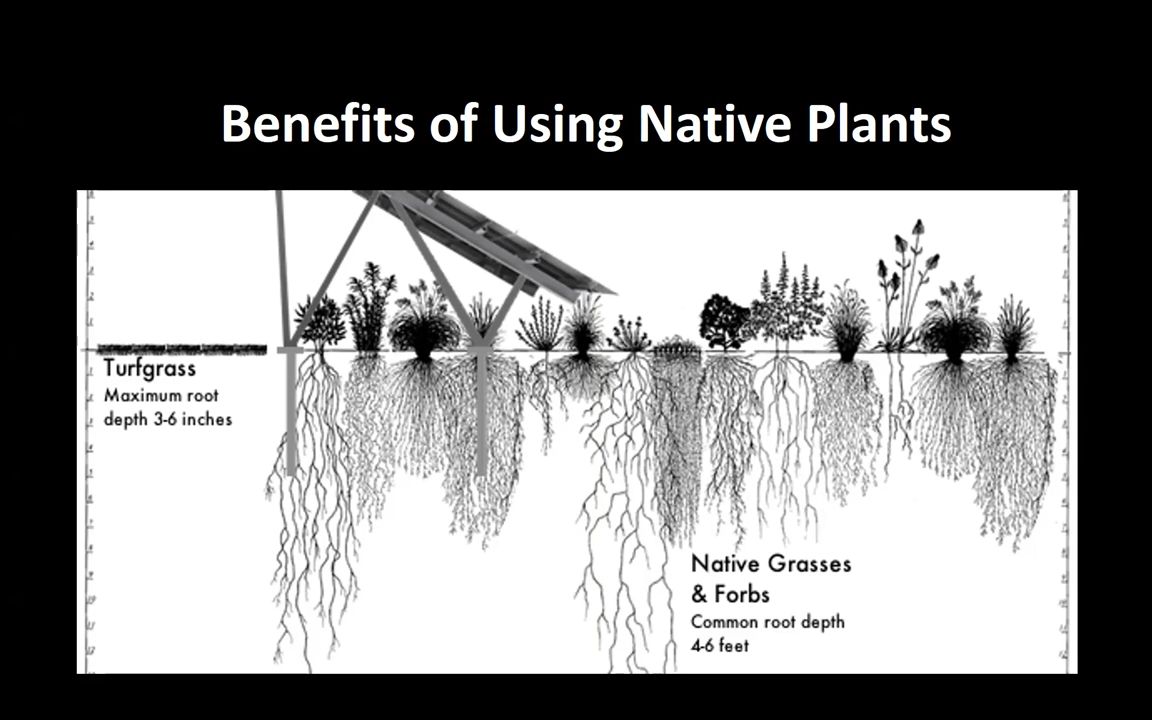 Benefits of Using Native Plants
Turfgrass
Maximum root
depth 3-6 inches
Native Grasses
& Forbs
Common root depth
4-6 feet